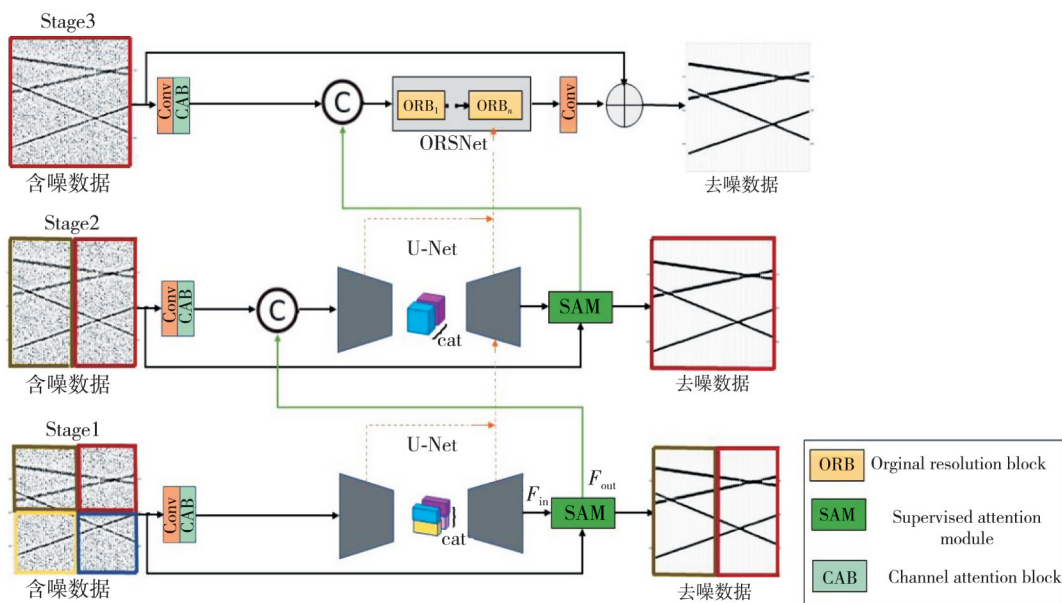 Stage3
Conv
CAB
C
ORB1
ORBn
ORSNet
Conv
含噪数据
去噪数据
Stage2
Conv
CAB
C
U-Net
cat
SAM
含噪数据
去噪数据
Stage1
Conv
CAB
U-Net
cat
Fin
Fout
SAM
含噪数据
去噪数据
ORB Orginal resolution block
SAM Supervised attention
module
CAB Channel attention block